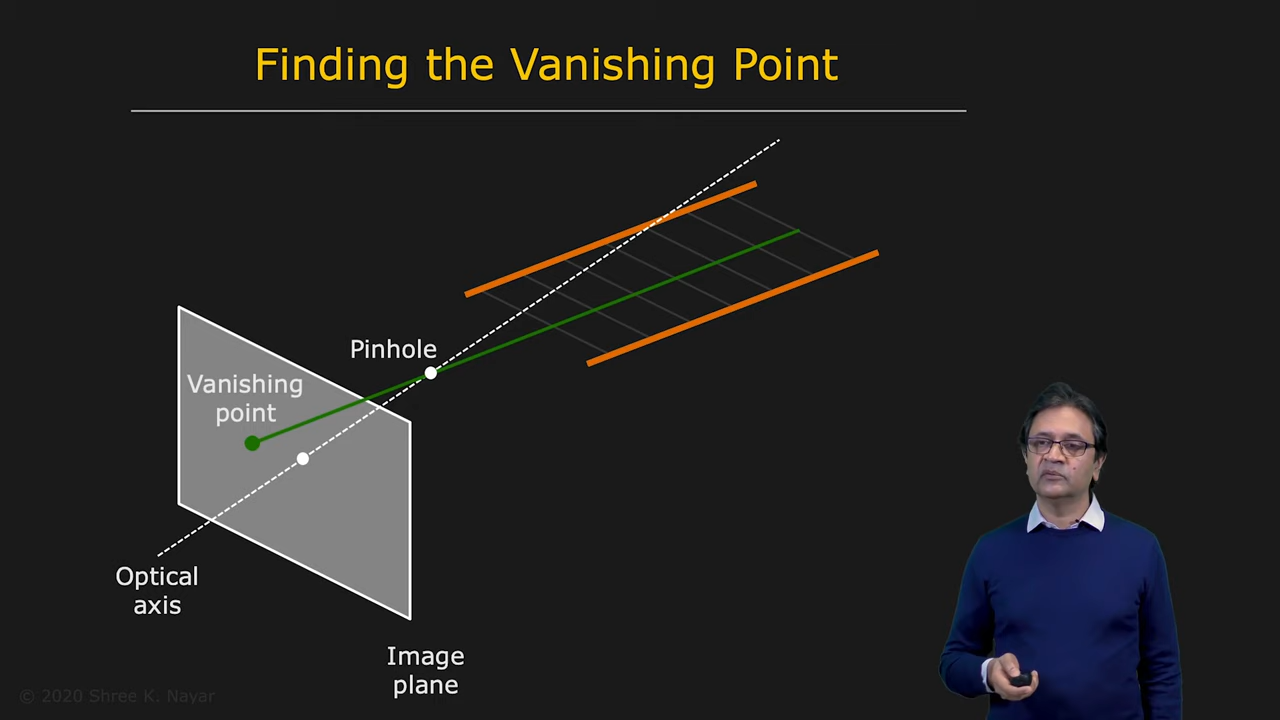 Finding the Vanishing Point
Pinhole
Vanishing
point
Optical
axis
Image
plane
© 2020 Shree K. Nayar